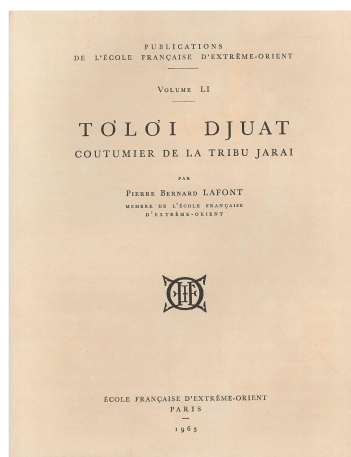 PUBLICATIONS
DE L'ÉCOLE FRANÇAISE D'EXTRÊME-ORIENT
VOLUME LI
TƠLƠI DJUAT
COUTUMIER DE LA TRIBU JARAI
PAR
PIERRE BERNARD LAFONT
MEMBRE DE L'ÉCOLE FRANÇAISE
D'EXTRÊME-ORIENT
ÉCOLE FRANÇAISE D'EXTRÊME-ORIENT
PARIS
1963